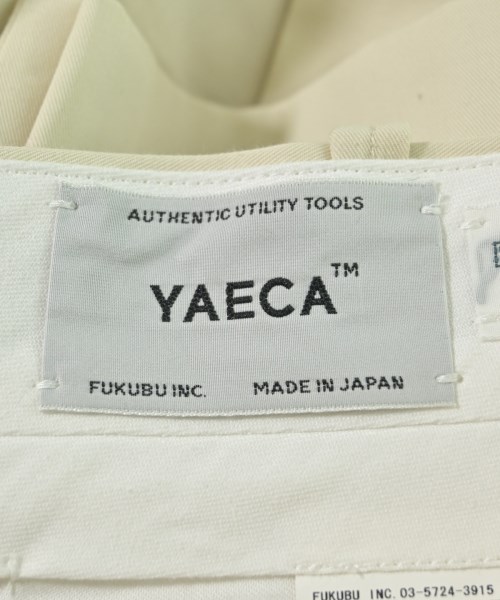 AUTHENTIC UTILITY TOOLS
YAECA™
FUKUBU INC. MADE IN JAPAN
FUKUBU INC. 03-5724-3915